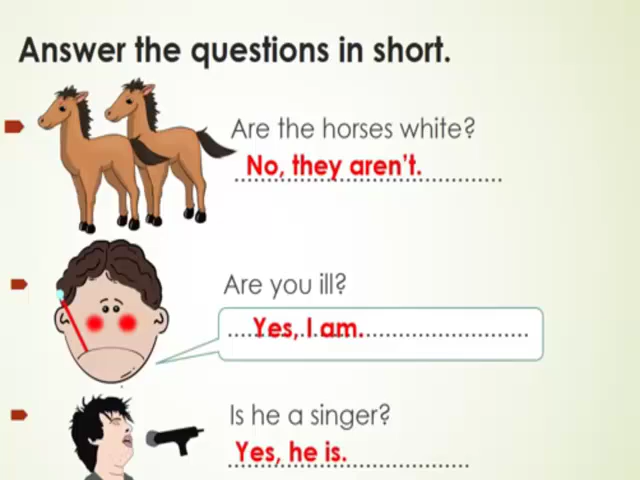 Answer the questions in short.
Are the horses white?
No, they aren't.
Are you ill?
Yes, I am.
Is he a singer?
Yes, he is.